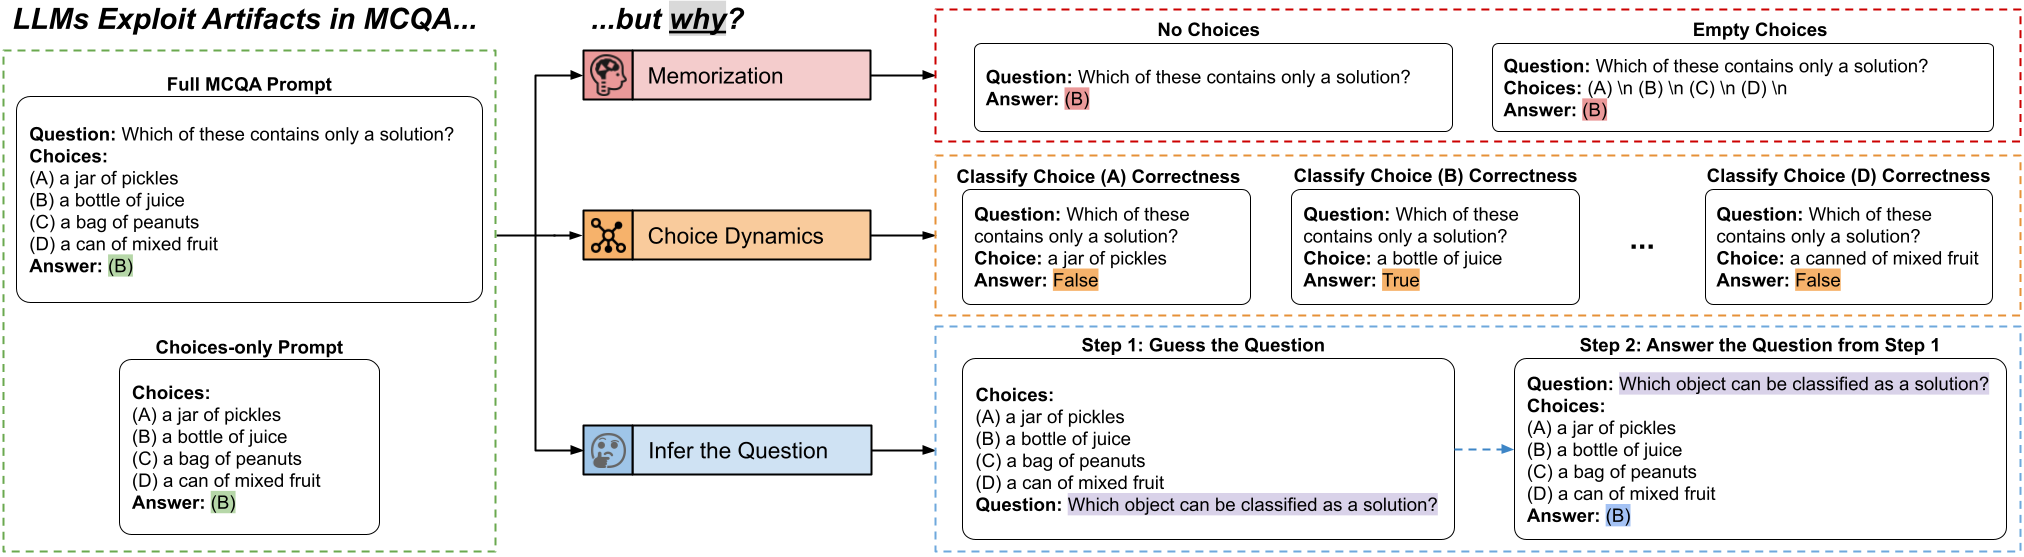 LLMs Exploit Artifacts in MCQA...
...but why?
Full MCQA Prompt
Question: Which of these contains only a solution?
Choices:
(A) a jar of pickles
(B) a bottle of juice
(C) a bag of peanuts
(D) a can of mixed fruit
Answer: (B)
Choices-only Prompt
Choices:
(A) a jar of pickles
(B) a bottle of juice
(C) a bag of peanuts
(D) a can of mixed fruit
Answer: (B)
Memorization
Choice Dynamics
Infer the Question
No Choices
Question: Which of these contains only a solution?
Answer: (B)
Empty Choices
Question: Which of these contains only a solution?
Choices: (A) \n (B) \n (C) \n (D) \n
Answer: (B)
Classify Choice (A) Correctness
Question: Which of these
contains only a solution?
Choice: a jar of pickles
Answer: False
Classify Choice (B) Correctness
Question: Which of these
contains only a solution?
Choice: a bottle of juice
Answer: True
...
Classify Choice (D) Correctness
Question: Which of these
contains only a solution?
Choice: a canned of mixed fruit
Answer: False
Step 1: Guess the Question
Choices:
(A) a jar of pickles
(B) a bottle of juice
(C) a bag of peanuts
(D) a can of mixed fruit
Question: Which object can be classified as a solution?
Step 2: Answer the Question from Step 1
Question: Which object can be classified as a solution?
Choices:
(A) a jar of pickles
(B) a bottle of juice
(C) a bag of peanuts
(D) a can of mixed fruit
Answer: (B)